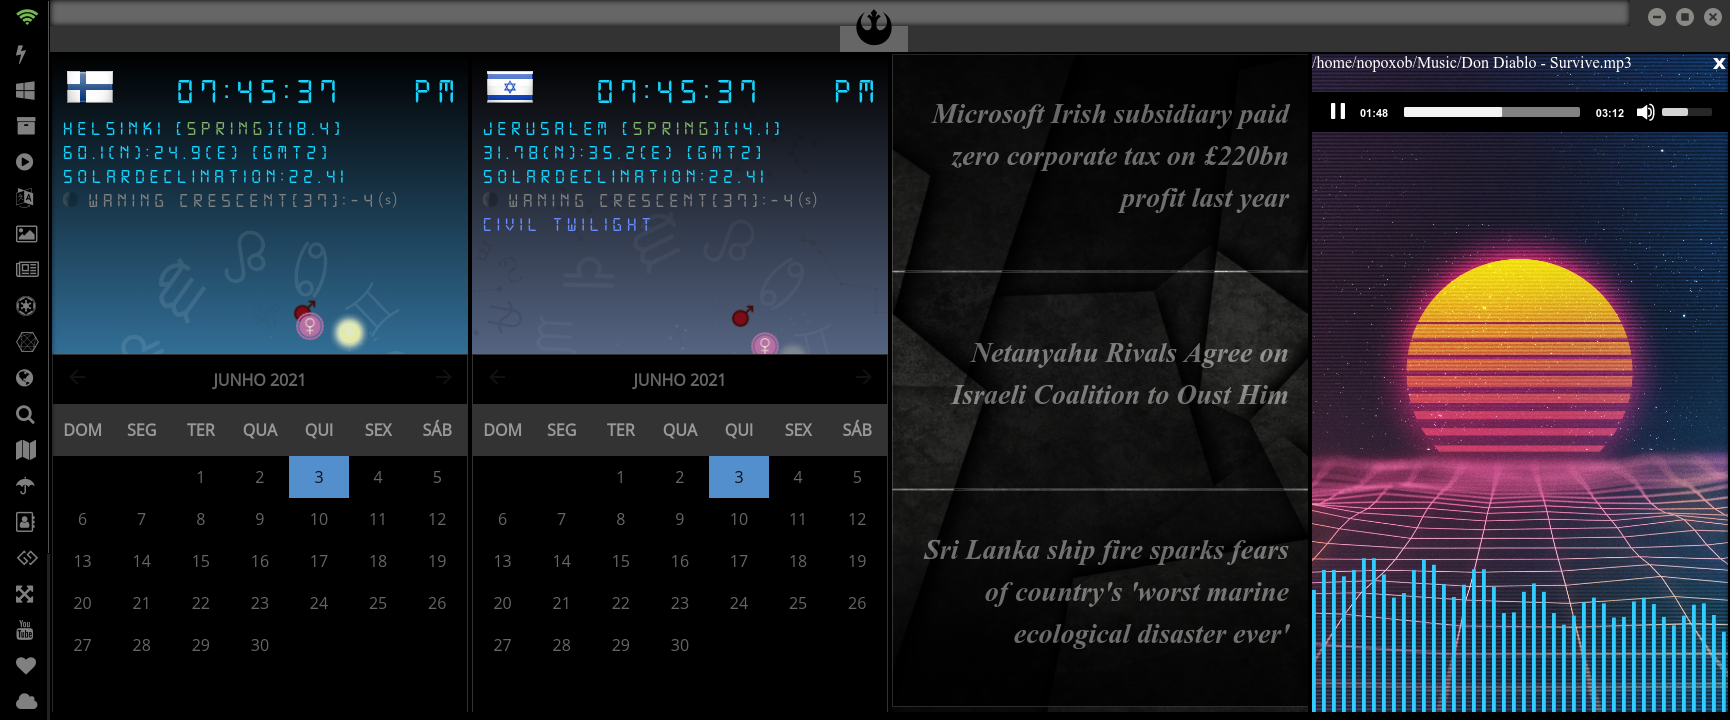 07:45:37 PM
HELSINKI [SPRING][18.4]
60.1(N):24.9(E) [GMT2]
SOLARDECLINATION:22.41
WANING CRESCENT(37):-4(s)
JUNHO 2021
DOM SEG TER QUA QUI SEX SÁB
1 2 3 4 5
6 7 8 9 10 11 12
13 14 15 16 17 18 19
20 21 22 23 24 25 26
27 28 29 30
07:45:37 PM
JERUSALEM [SPRING][14.1]
31.78(N):35.2(E) [GMT2]
SOLARDECLINATION:22.41
WANING CRESCENT(37):-4(s)
CIVIL TWILIGHT
JUNHO 2021
DOM SEG TER QUA QUI SEX SÁB
1 2 3 4 5
6 7 8 9 10 11 12
13 14 15 16 17 18 19
20 21 22 23 24 25 26
27 28 29 30
Microsoft Irish subsidiary paid
zero corporate tax on £220bn
profit last year
Netanyahu Rivals Agree on
Israeli Coalition to Oust Him
Sri Lanka ship fire sparks fears
of country's 'worst marine
ecological disaster ever'
/home/nopoxob/Music/Don Diablo - Survive.mp3 x
01:48 03:12
You
Tube